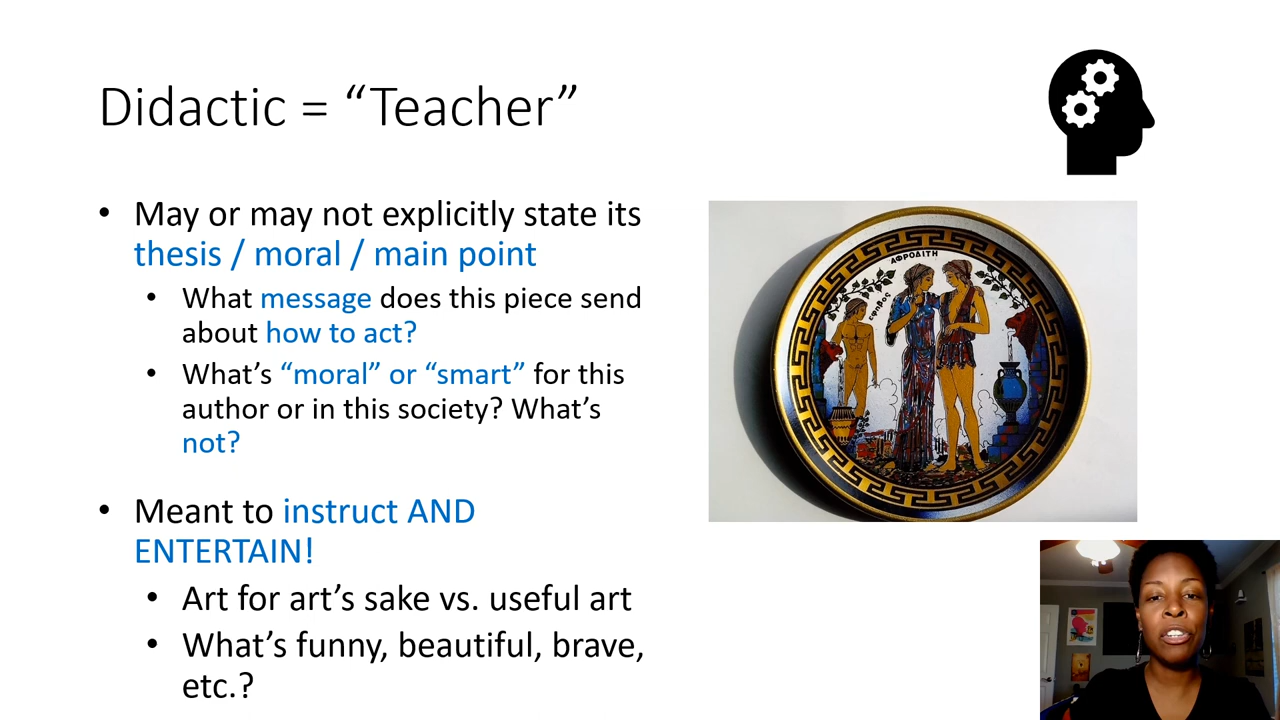 Didactic = “Teacher”
• May or may not explicitly state its
thesis / moral / main point
• What message does this piece send
about how to act?
• What’s “moral” or “smart” for this
author or in this society? What’s
not?
• Meant to instruct AND
ENTERTAIN!
• Art for art’s sake vs. useful art
• What’s funny, beautiful, brave,
etc.?
ΑΦΡΟΔΙΤΗ